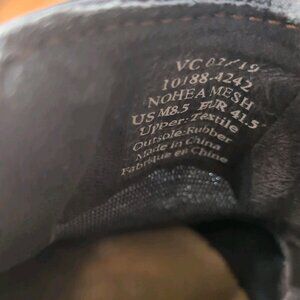 VC 02/19
10188-4242
NOHEA MESH
US M8.5 EUR 41.5
Upper: Textile
Outsole: Rubber
Made in China
Fabriqué en Chine